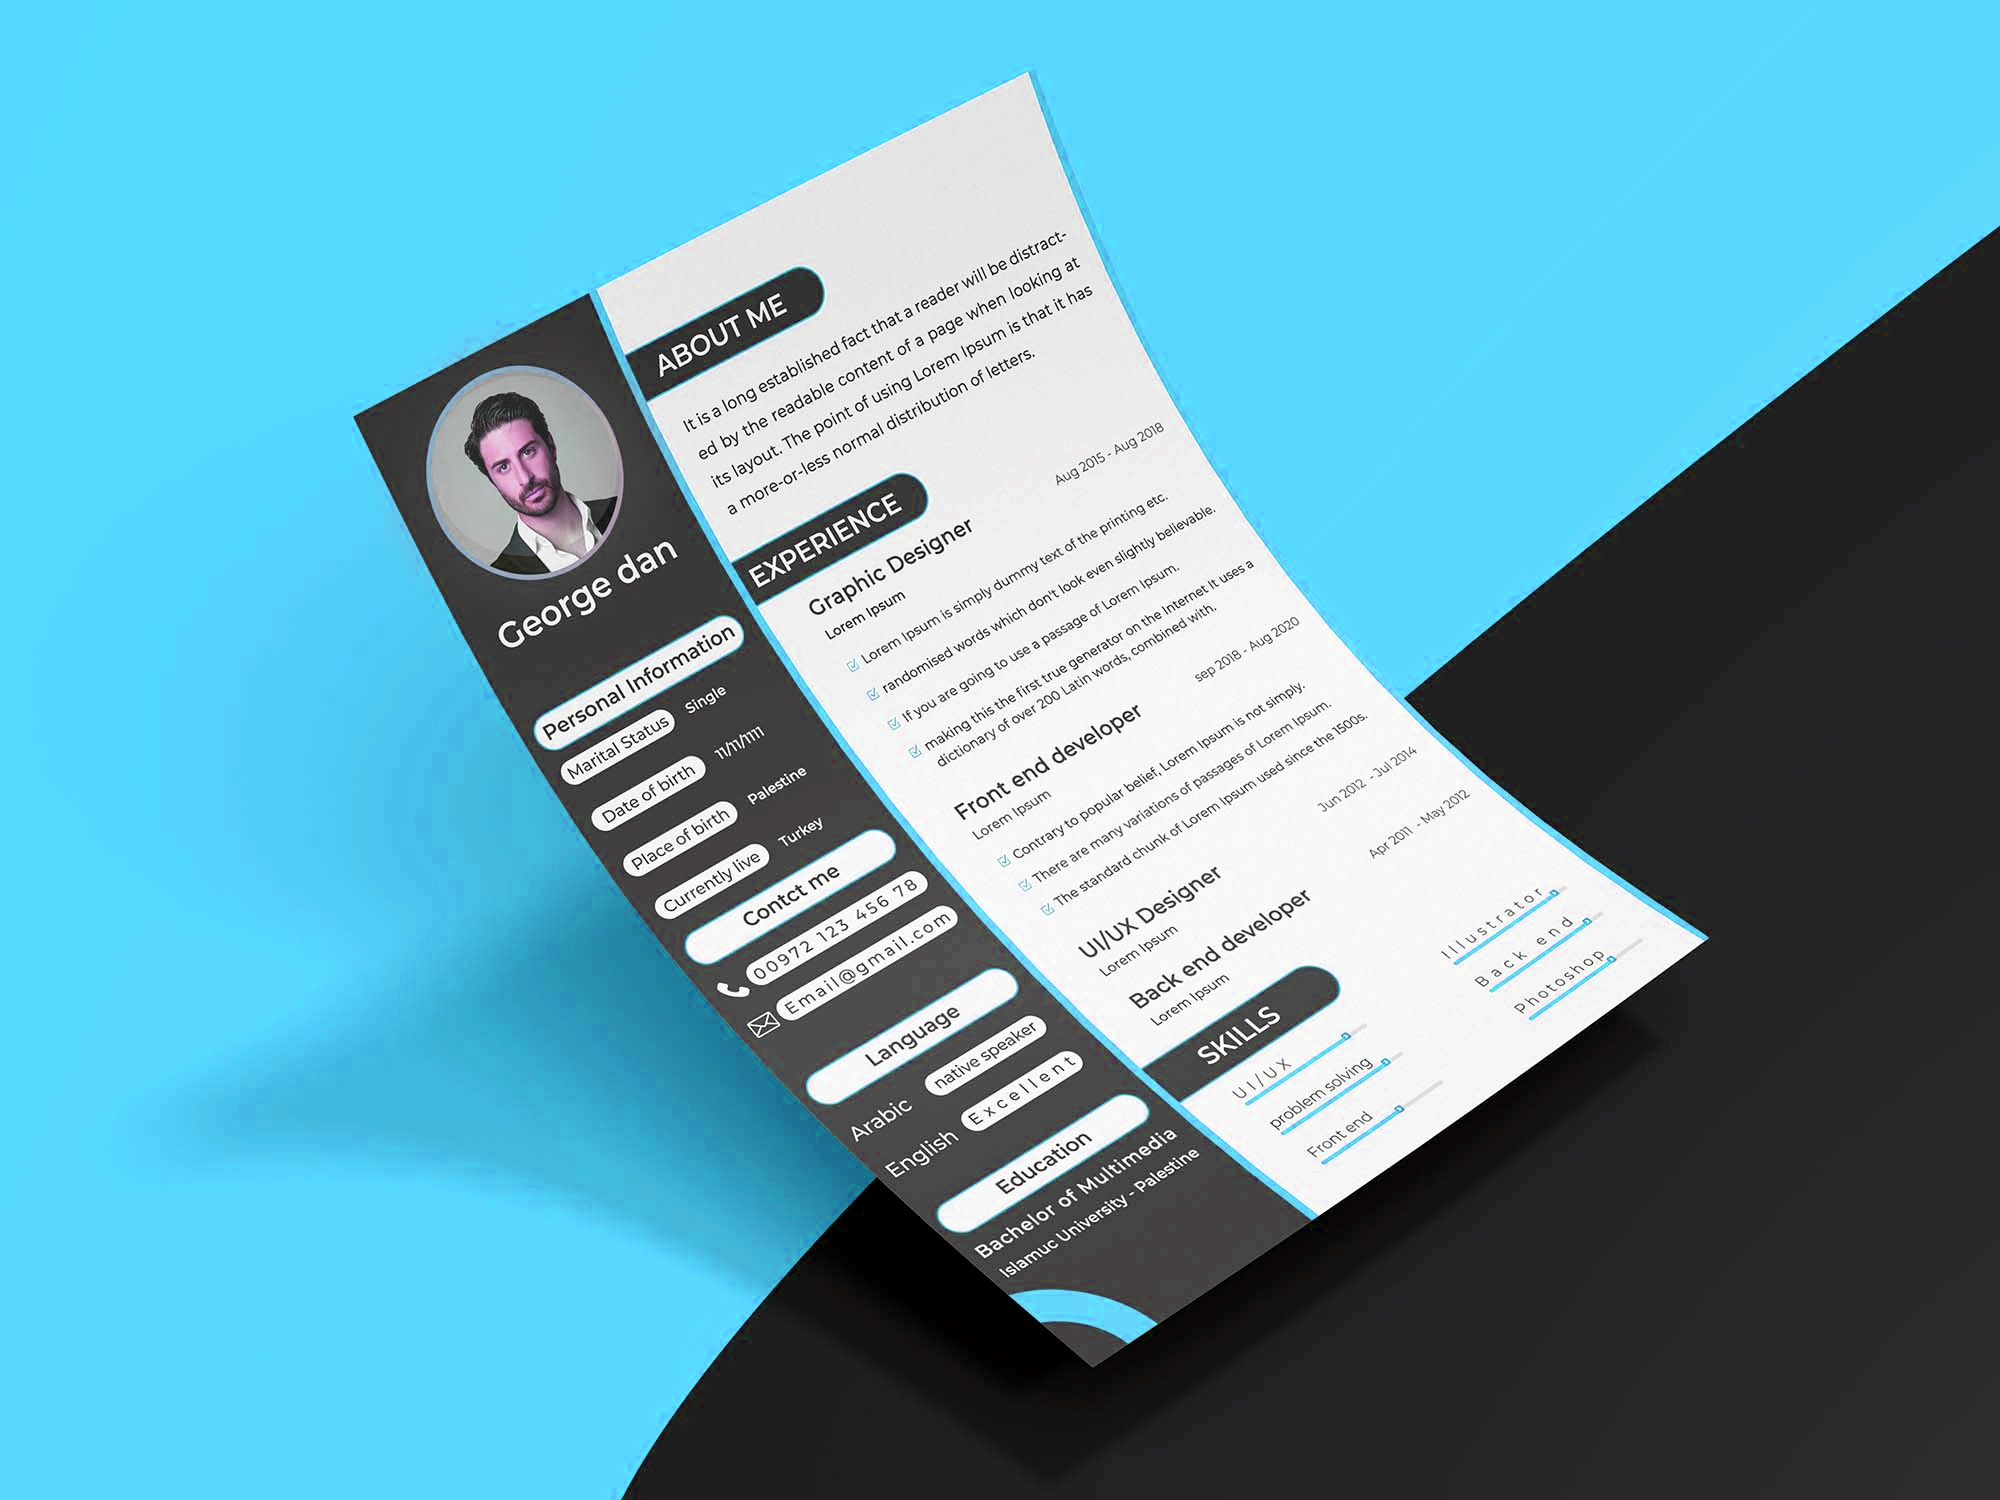 George dan
Personal Information
Marital Status Single
Date of birth 11/11/1111
Place of birth Palestine
Currently live Turkey
Contct me
00972 123 456 78
Email@gmail.com
Language
Arabic native speaker
English Excellent
Education
Bachelor of Multimedia
Islamuc University - Palestine
ABOUT ME
It is a long established fact that a reader will be distract-
ed by the readable content of a page when looking at
its layout. The point of using Lorem Ipsum is that it has
a more-or-less normal distribution of letters.
EXPERIENCE
Aug 2015 - Aug 2018
Graphic Designer
Lorem Ipsum
Lorem Ipsum is simply dummy text of the printing etc.
randomised words which don't look even slightly believable.
If you are going to use a passage of Lorem Ipsum.
making this the first true generator on the Internet It uses a
dictionary of over 200 Latin words, combined with.
sep 2018 - Aug 2020
Front end developer
Lorem Ipsum
Contrary to popular belief, Lorem Ipsum is not simply.
There are many variations of passages of Lorem Ipsum.
The standard chunk of Lorem Ipsum used since the 1500s.
Jun 2012 - Jul 2014
UI/UX Designer
Lorem Ipsum
Apr 2011 - May 2012
Back end developer
Lorem Ipsum
SKILLS
UI/UX
problem solving
Front end
Illustrator
Back end
Photoshop